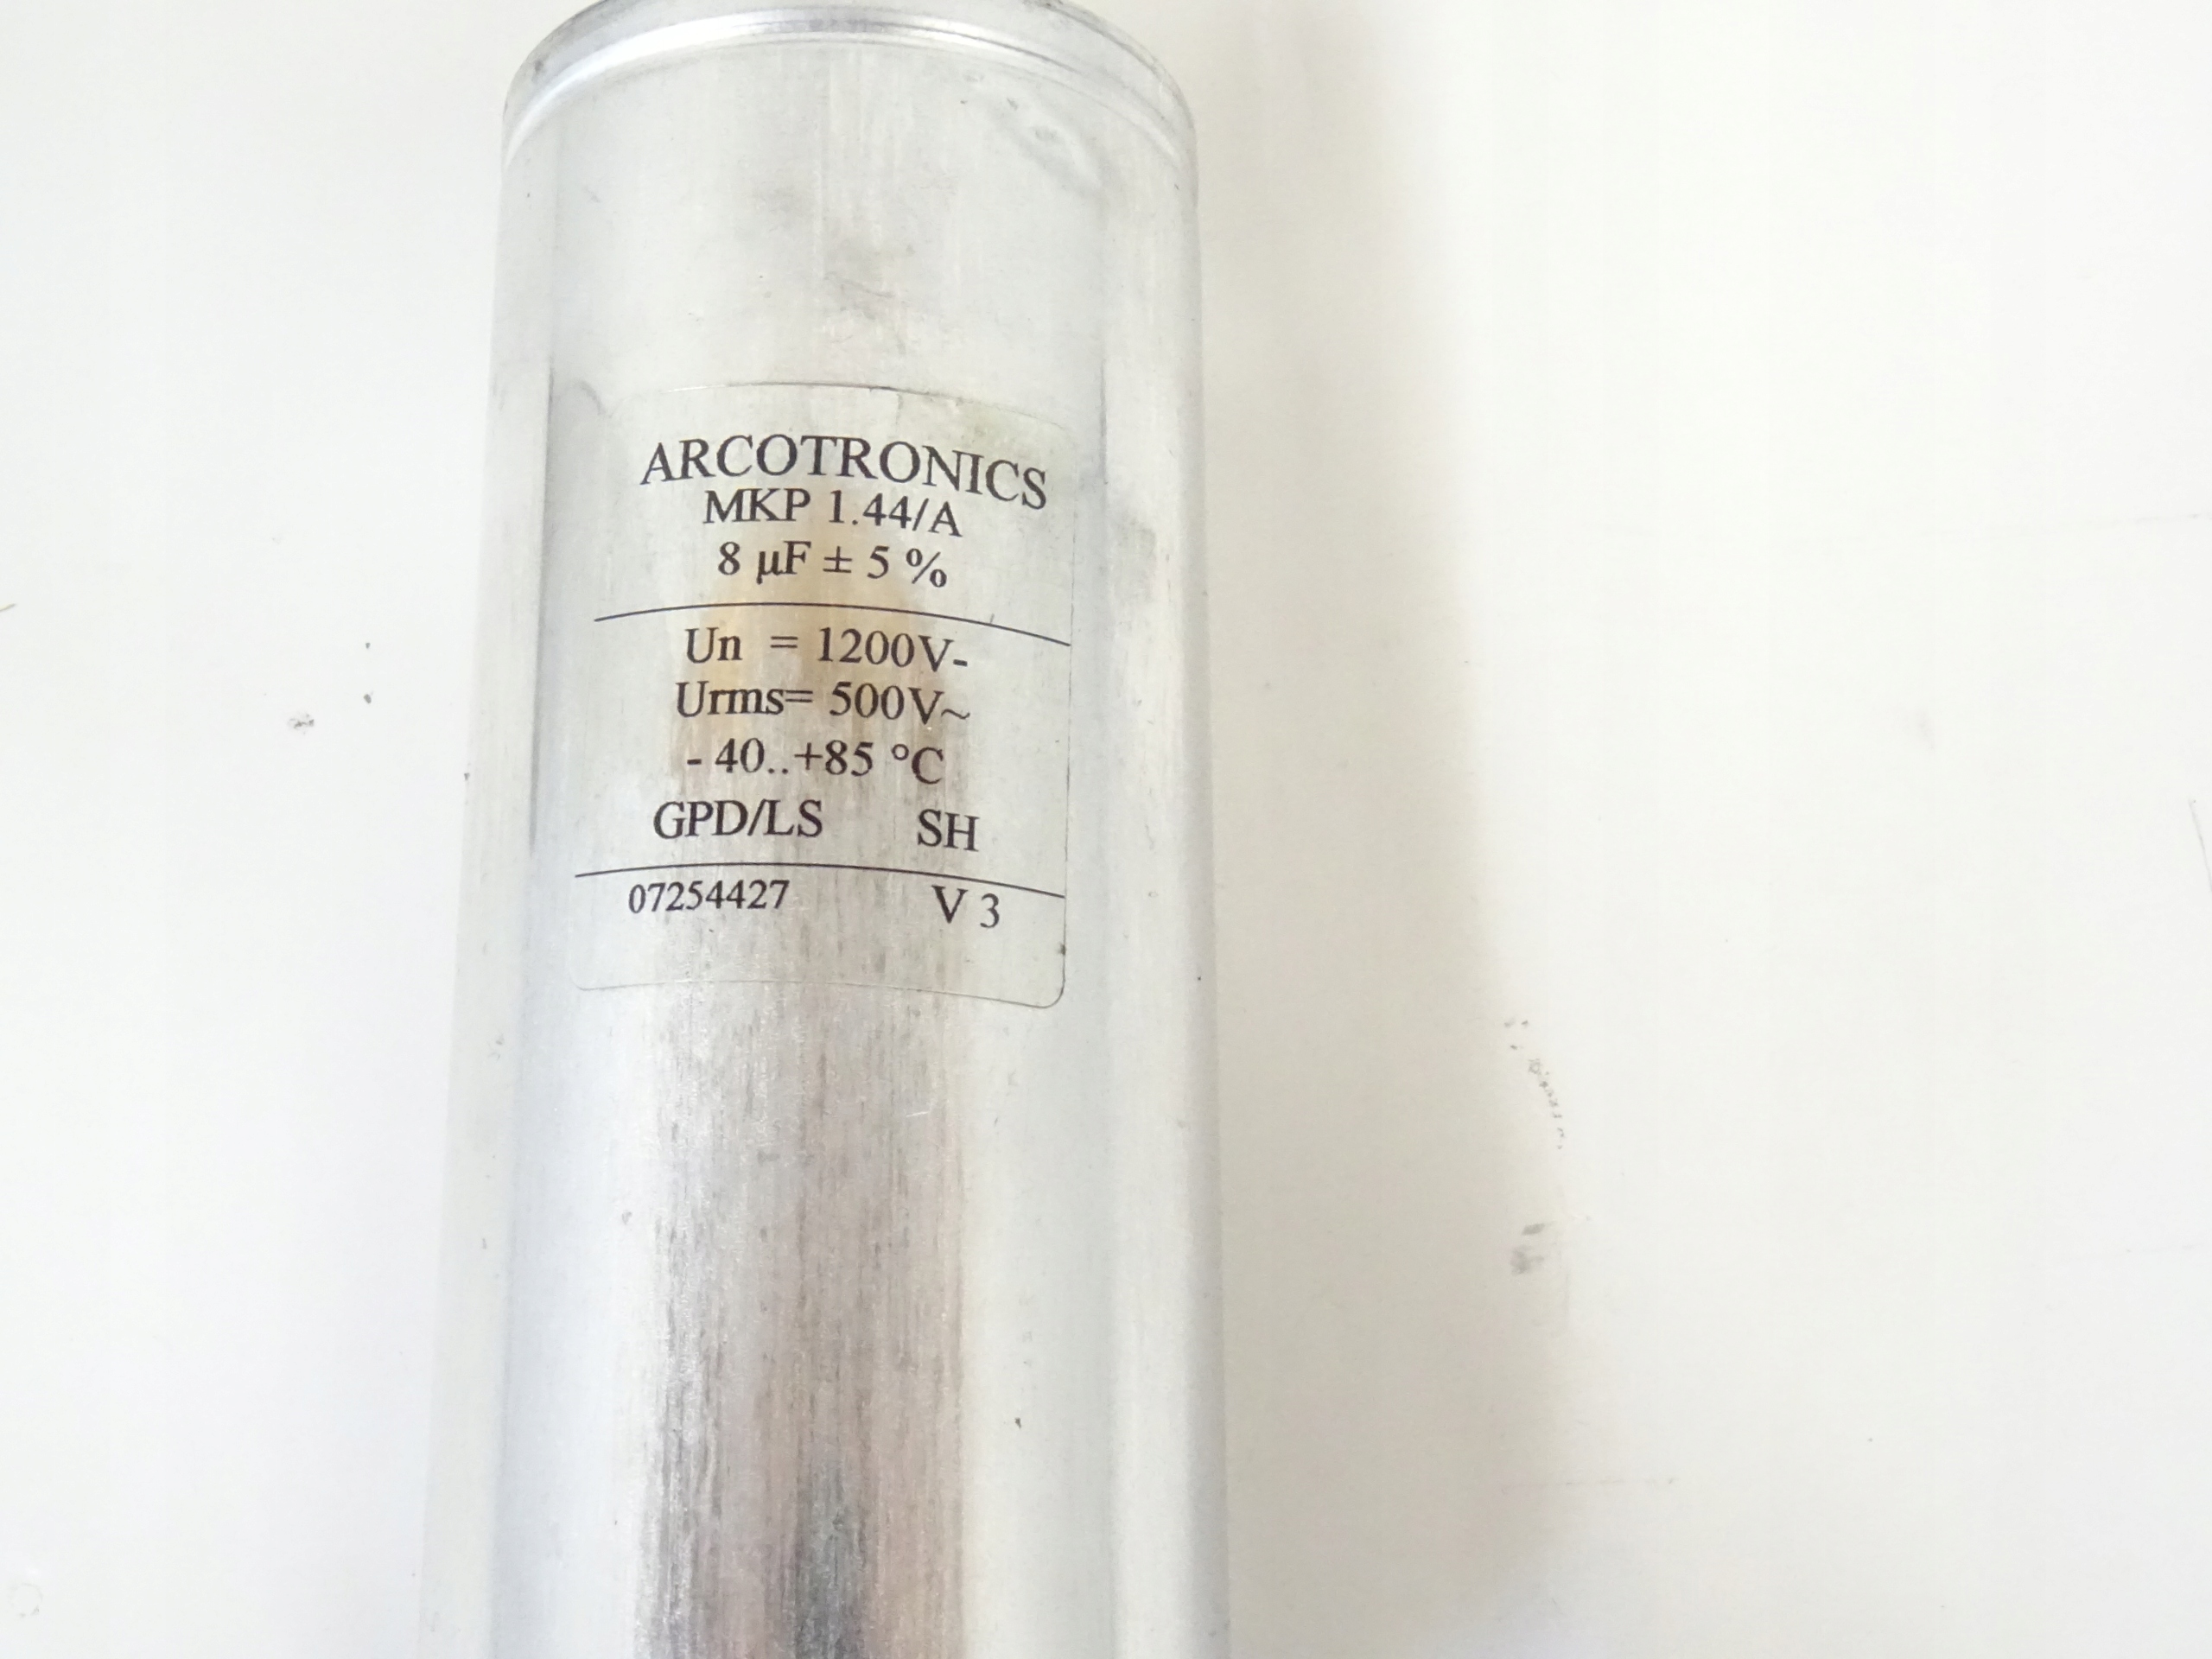 ARCOTRONICS
MKP 1.44/A
8 µF ± 5 %
Un = 1200V-
Urms= 500V~
- 40..+85 °C
GPD/LS SH
07254427 V 3